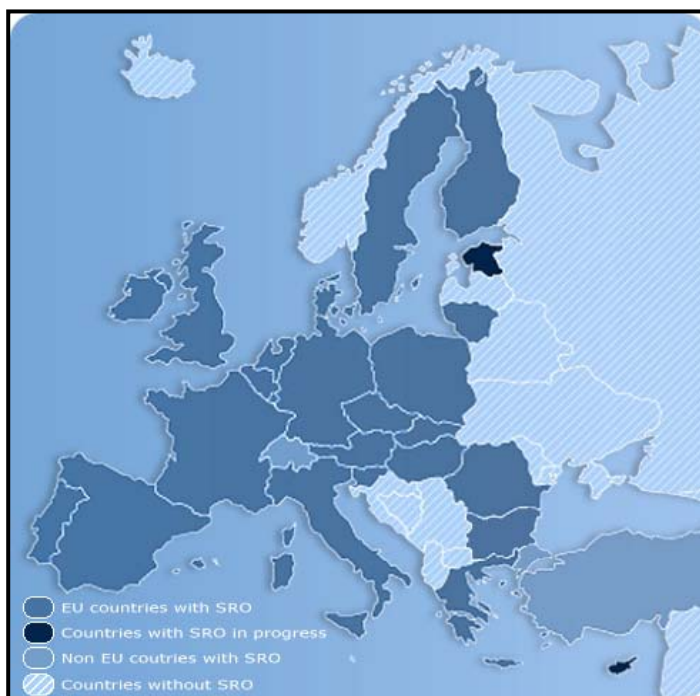 EU countries with SRO
Countries with SRO in progress
Non EU coutries with SRO
Countries without SRO